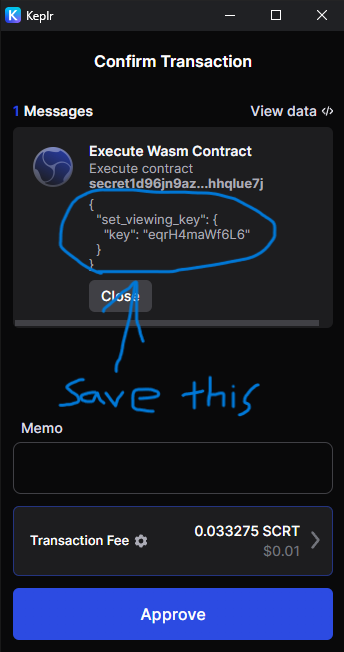 Keplr
Confirm Transaction
1 Messages
View data </>
Execute Wasm Contract
Execute contract
secret1d96jn9az...hhqlue7j
{
"set_viewing_key": {
"key": "eqrH4maWf6L6"
}
}
Close
Save this
Memo
Transaction Fee
0.033275 SCRT
$0.01
Approve